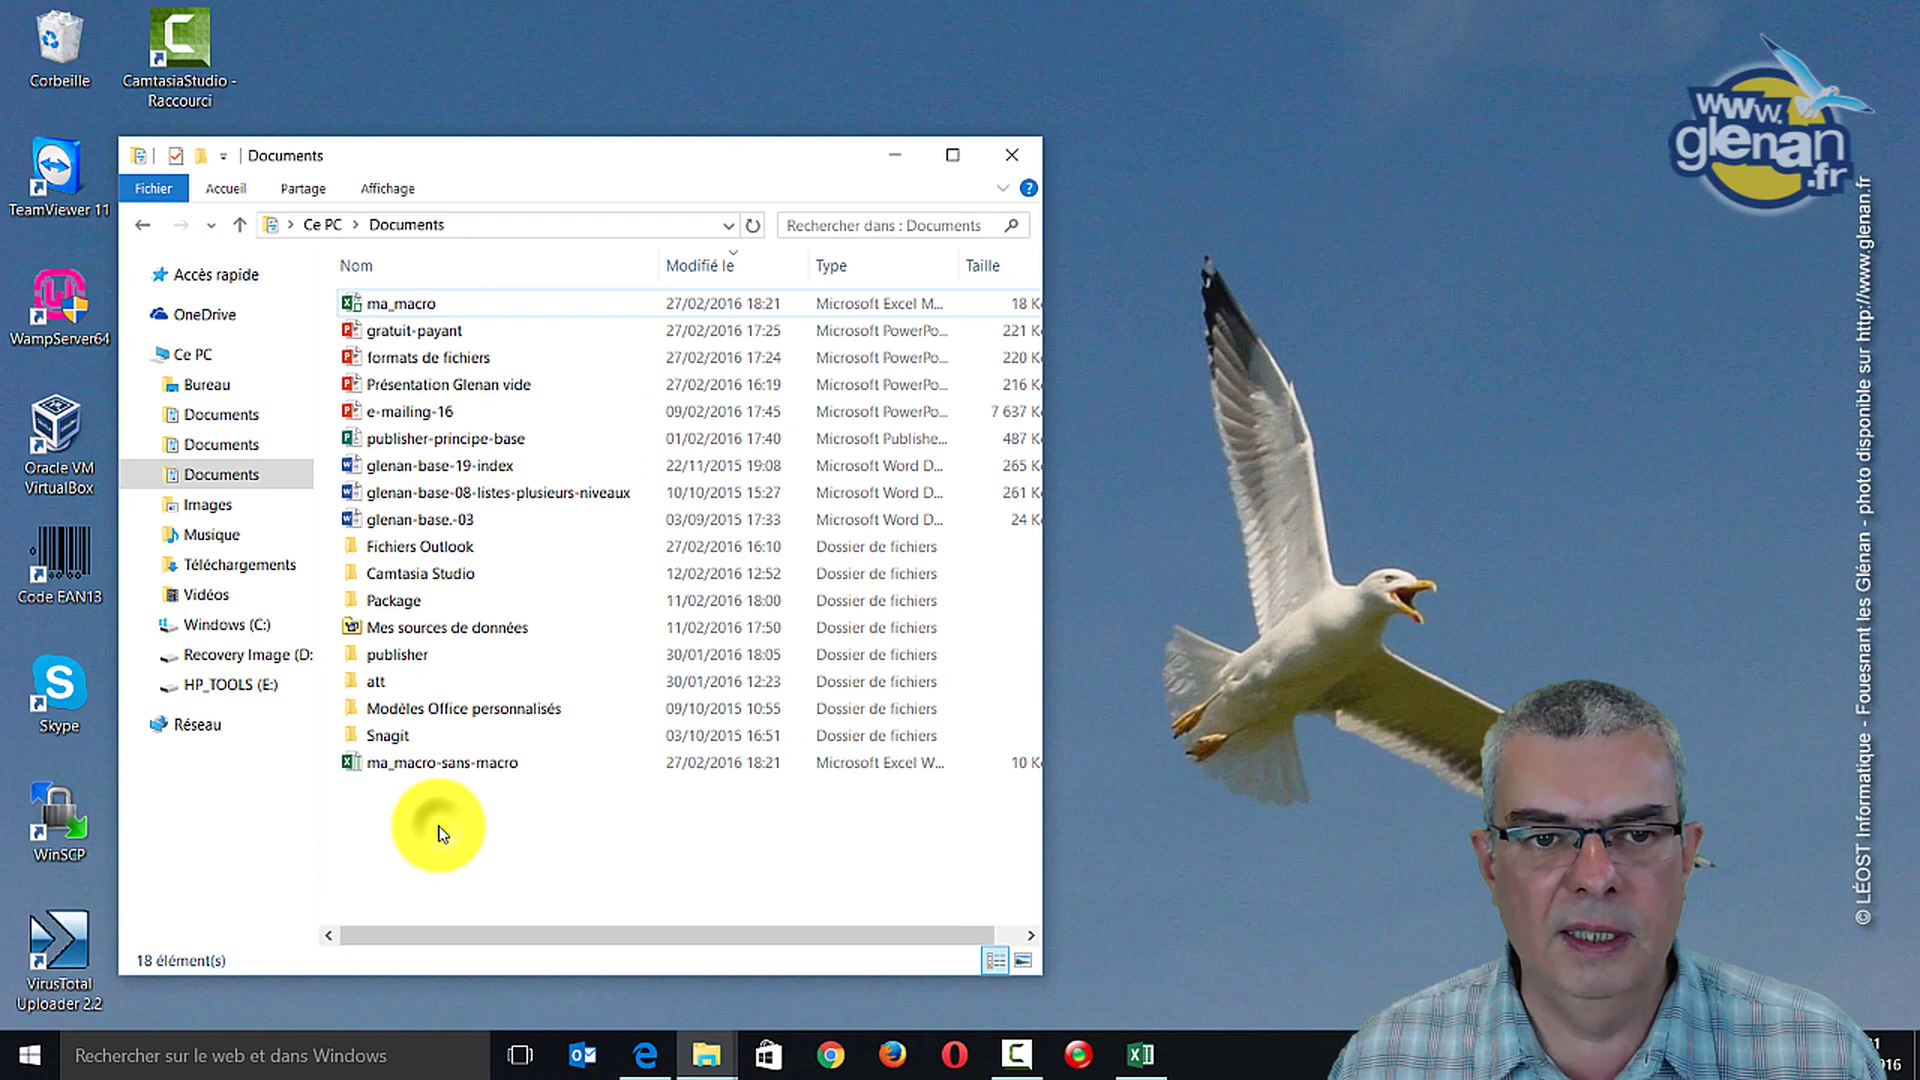 Corbeille
CamtasiaStudio -
Raccourci
TeamViewer 11
WampServer64
Oracle VM
VirtualBox
Code EAN13
Skype
WinSCP
VirusTotal
Uploader 2.2
Documents
Fichier
Accueil
Partage
Affichage
?
Ce PC
Documents
Rechercher dans : Documents
Accès rapide
OneDrive
Ce PC
Bureau
Documents
Documents
Documents
Images
Musique
Téléchargements
Vidéos
Windows (C:)
Recovery Image (D:
HP_TOOLS (E:)
Réseau
Nom Modifié le Type Taille
ma_macro 27/02/2016 18:21 Microsoft Excel M... 18 K
gratuit-payant 27/02/2016 17:25 Microsoft PowerPo... 221 K
formats de fichiers 27/02/2016 17:24 Microsoft PowerPo... 220 K
Présentation Glenan vide 27/02/2016 16:19 Microsoft PowerPo... 216 K
e-mailing-16 09/02/2016 17:45 Microsoft PowerPo... 7 637 K
publisher-principe-base 01/02/2016 17:40 Microsoft Publishe... 487 K
glenan-base-19-index 22/11/2015 19:08 Microsoft Word D... 265 K
glenan-base-08-listes-plusieurs-niveaux 10/10/2015 15:27 Microsoft Word D... 261 K
glenan-base.-03 03/09/2015 17:33 Microsoft Word D... 24 K
Fichiers Outlook 27/02/2016 16:10 Dossier de fichiers
Camtasia Studio 12/02/2016 12:52 Dossier de fichiers
Package 11/02/2016 18:00 Dossier de fichiers
Mes sources de données 11/02/2016 17:50 Dossier de fichiers
publisher 30/01/2016 18:05 Dossier de fichiers
att 30/01/2016 12:23 Dossier de fichiers
Modèles Office personnalisés 09/10/2015 10:55 Dossier de fichiers
Snagit 03/10/2015 16:51 Dossier de fichiers
ma_macro-sans-macro 27/02/2016 18:21 Microsoft Excel W... 10 K
18 élément(s)
www.
glenan
.fr
© LÉOST Informatique - Fouesnant les Glénan - photo disponible sur http://www.glenan.fr
Rechercher sur le web et dans Windows